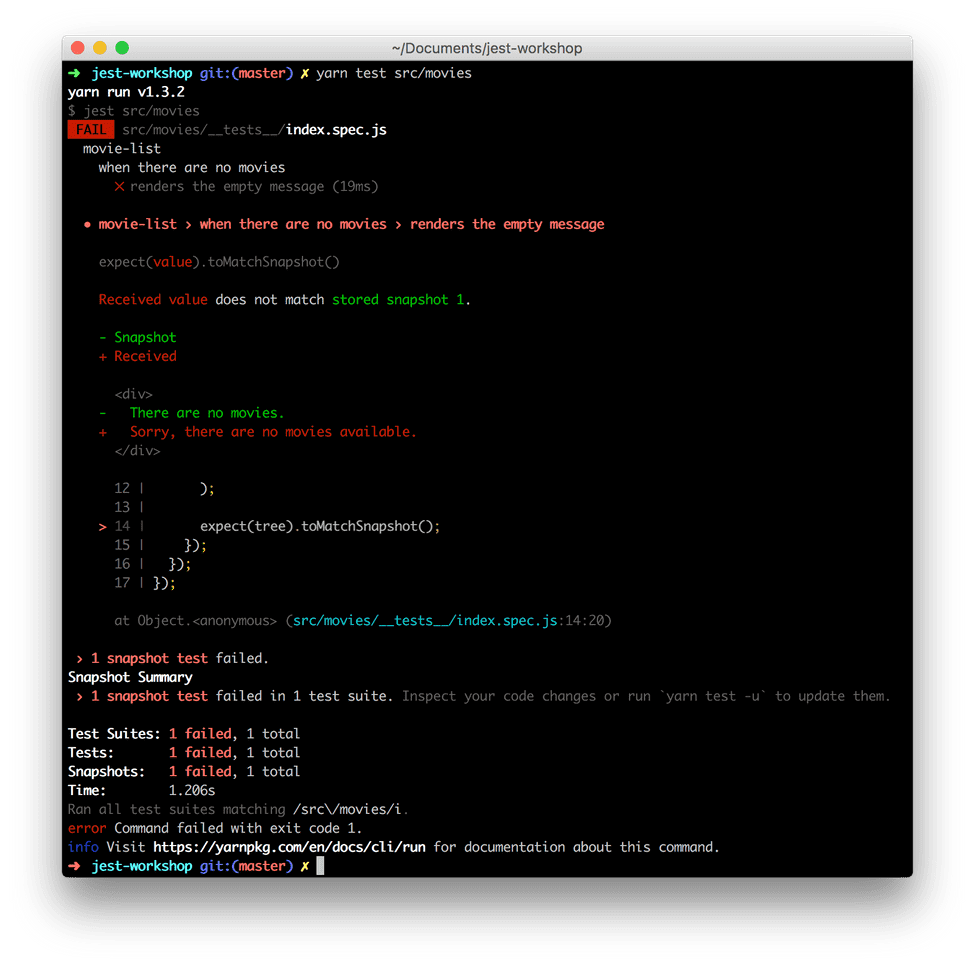 ~/Documents/jest-workshop
➜ jest-workshop git:(master) ✗ yarn test src/movies
yarn run v1.3.2
$ jest src/movies
FAIL src/movies/__tests__/index.spec.js
movie-list
when there are no movies
✕ renders the empty message (19ms)
● movie-list › when there are no movies › renders the empty message
expect(value).toMatchSnapshot()
Received value does not match stored snapshot 1.
- Snapshot
+ Received
<div>
-   There are no movies.
+   Sorry, there are no movies available.
</div>
12 |       );
13 |
> 14 |       expect(tree).toMatchSnapshot();
15 |     });
16 |   });
17 | });
at Object.<anonymous> (src/movies/__tests__/index.spec.js:14:20)
› 1 snapshot test failed.
Snapshot Summary
› 1 snapshot test failed in 1 test suite. Inspect your code changes or run `yarn test -u` to update them.
Test Suites: 1 failed, 1 total
Tests:       1 failed, 1 total
Snapshots:   1 failed, 1 total
Time:        1.206s
Ran all test suites matching /src\/movies/i.
error Command failed with exit code 1.
info Visit https://yarnpkg.com/en/docs/cli/run for documentation about this command.
➜ jest-workshop git:(master) ✗